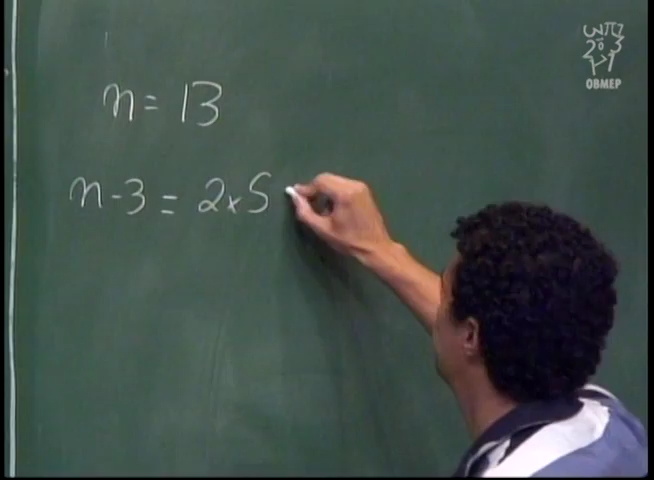 n = 13
n - 3 = 2 x 5
OBMEP